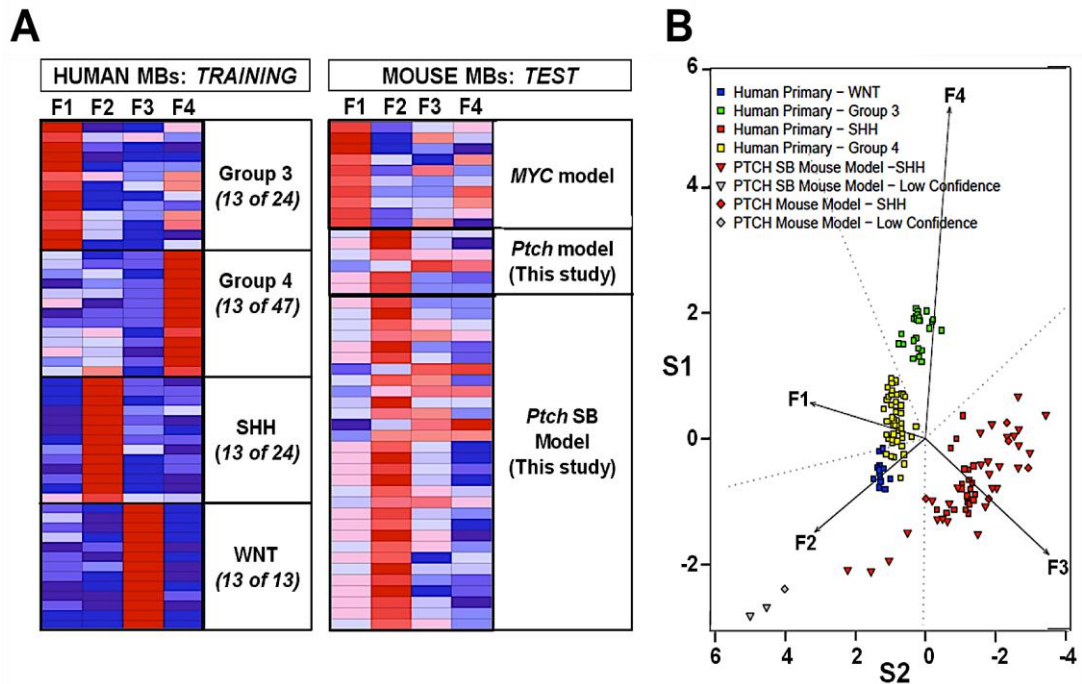 A
HUMAN MBs: TRAINING
F1 F2 F3 F4
Group 3
(13 of 24)
Group 4
(13 of 47)
SHH
(13 of 24)
WNT
(13 of 13)
MOUSE MBs: TEST
F1 F2 F3 F4
MYC model
Ptch model
(This study)
Ptch SB
Model
(This study)
B
6
4
2
0
-2
S1
Human Primary – WNT
Human Primary – Group 3
Human Primary – SHH
Human Primary – Group 4
PTCH SB Mouse Model –SHH
PTCH SB Mouse Model – Low Confidence
PTCH Mouse Model – SHH
PTCH Mouse Model – Low Confidence
F4
F1
F2
F3
6 4 2 0 -2 -4
S2